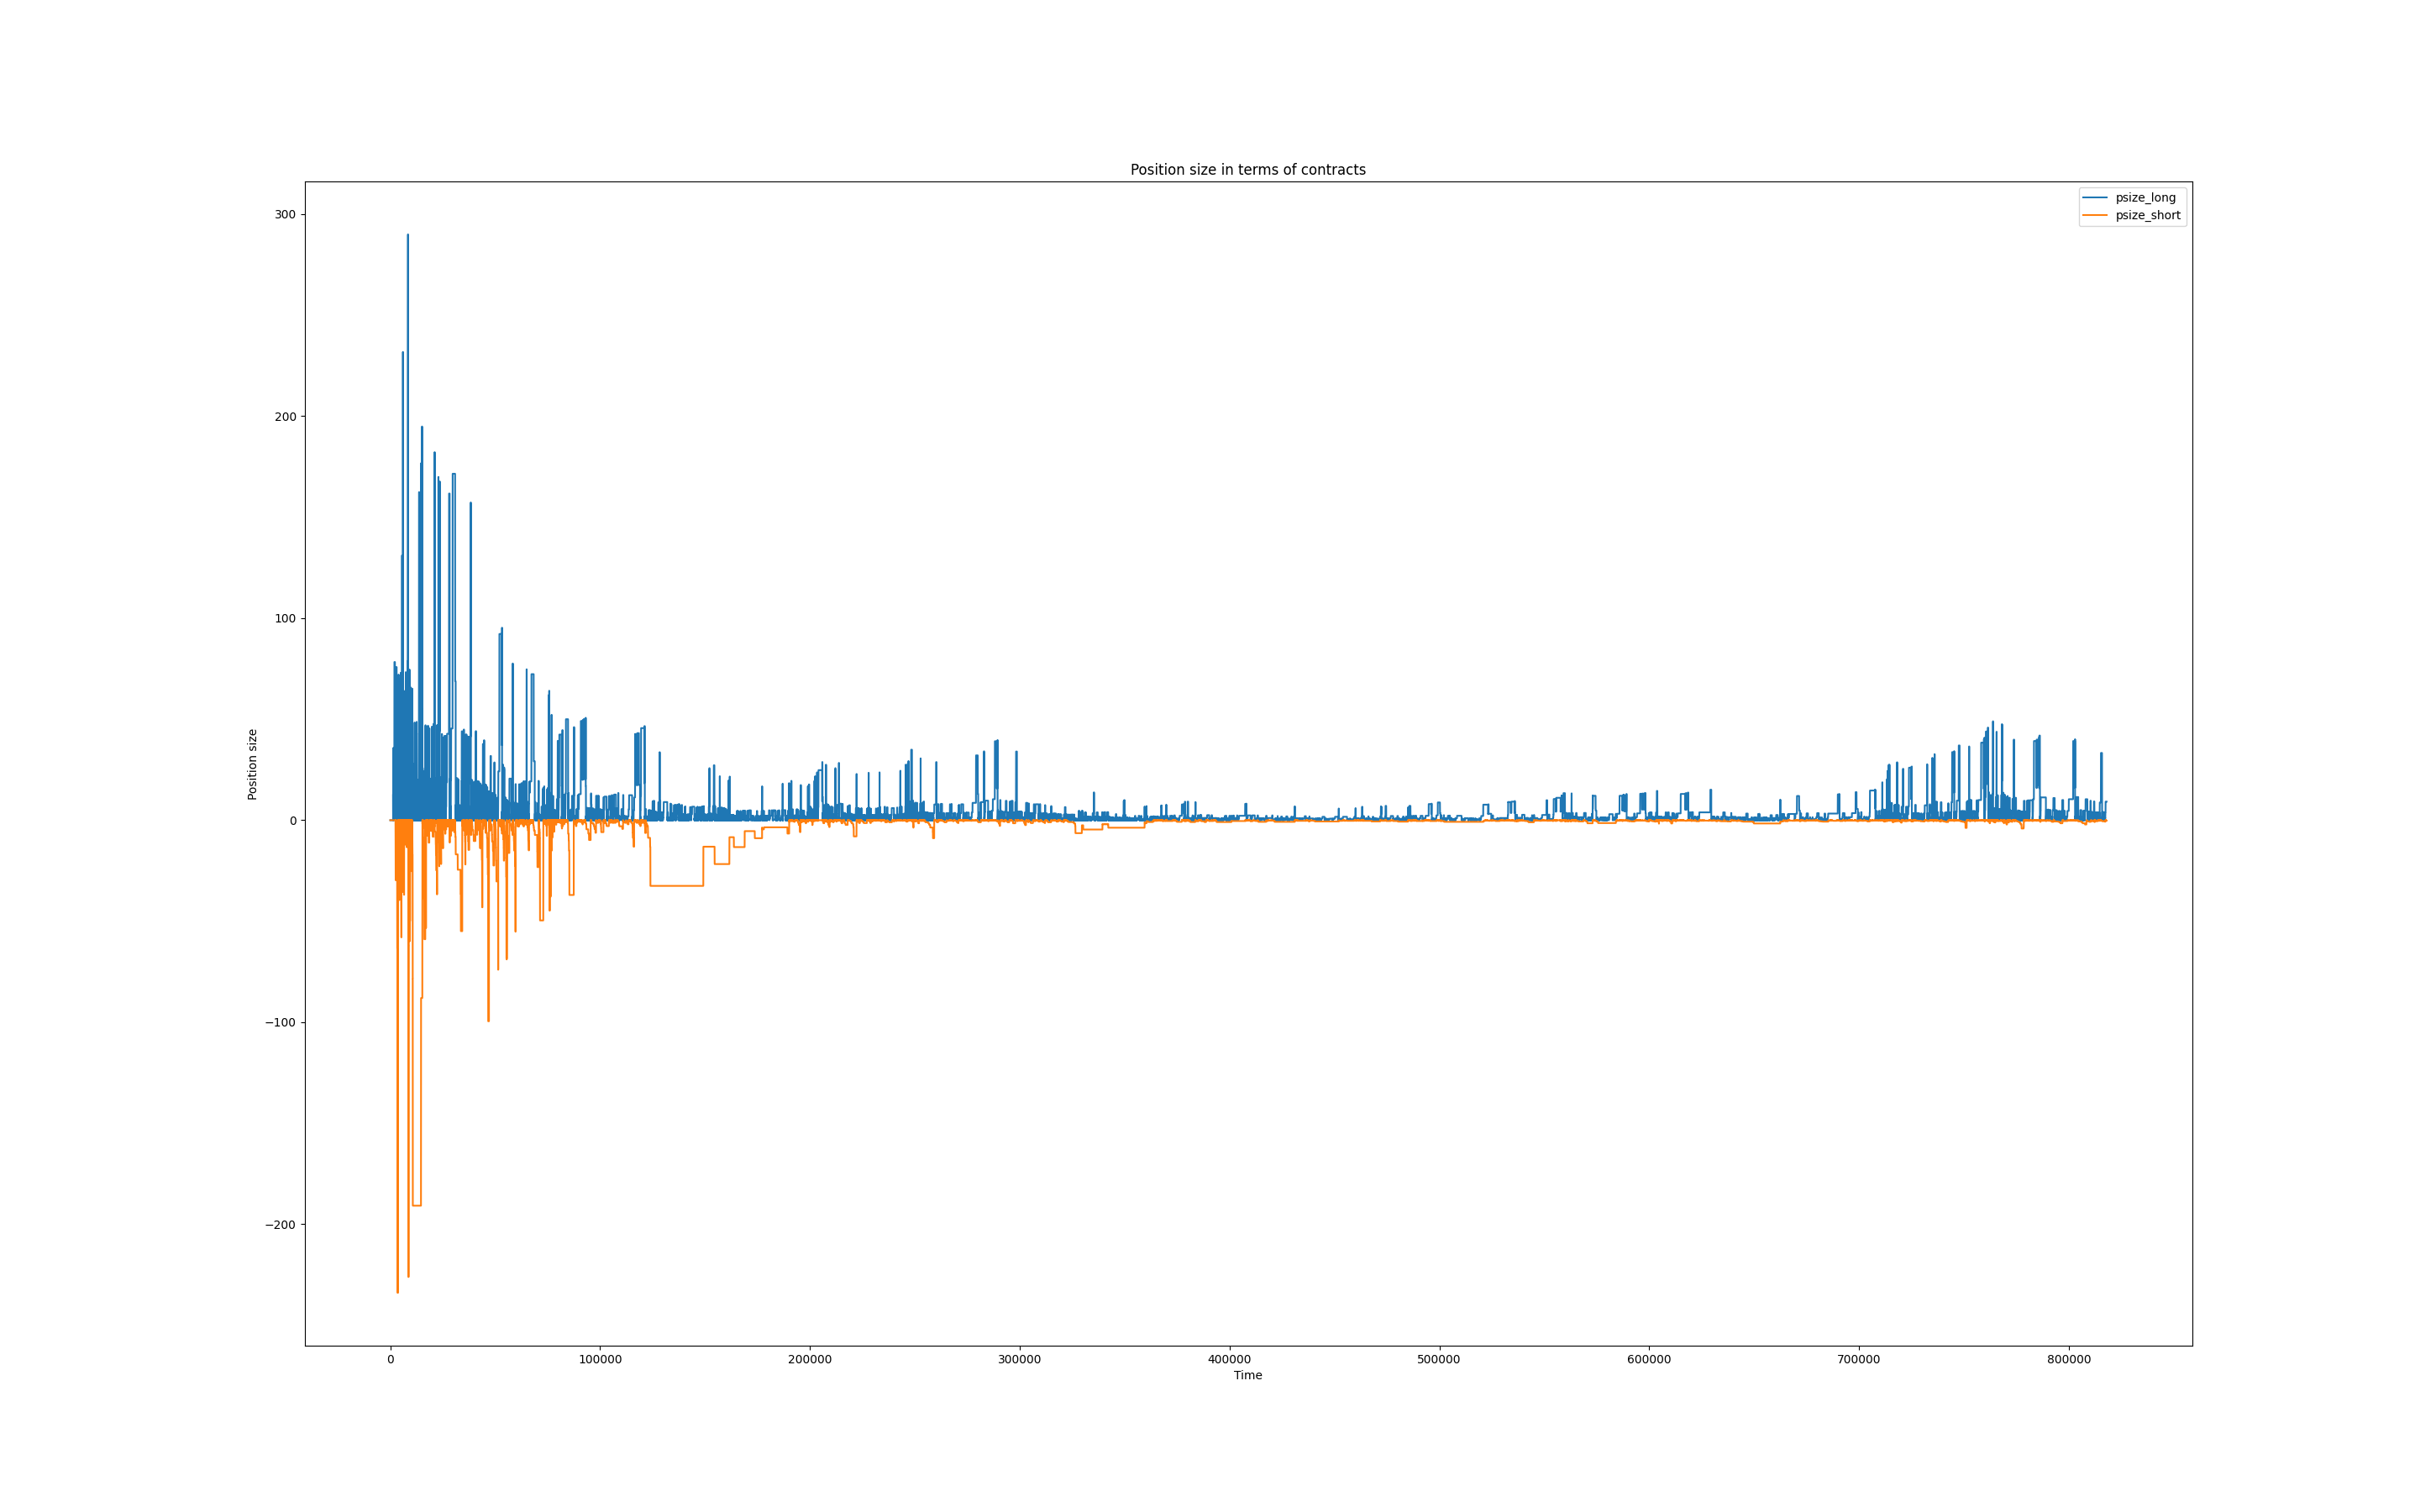 Position size in terms of contracts
psize_long
psize_short
300
200
100
0
−100
−200
Position size
0 100000 200000 300000 400000 500000 600000 700000 800000
Time